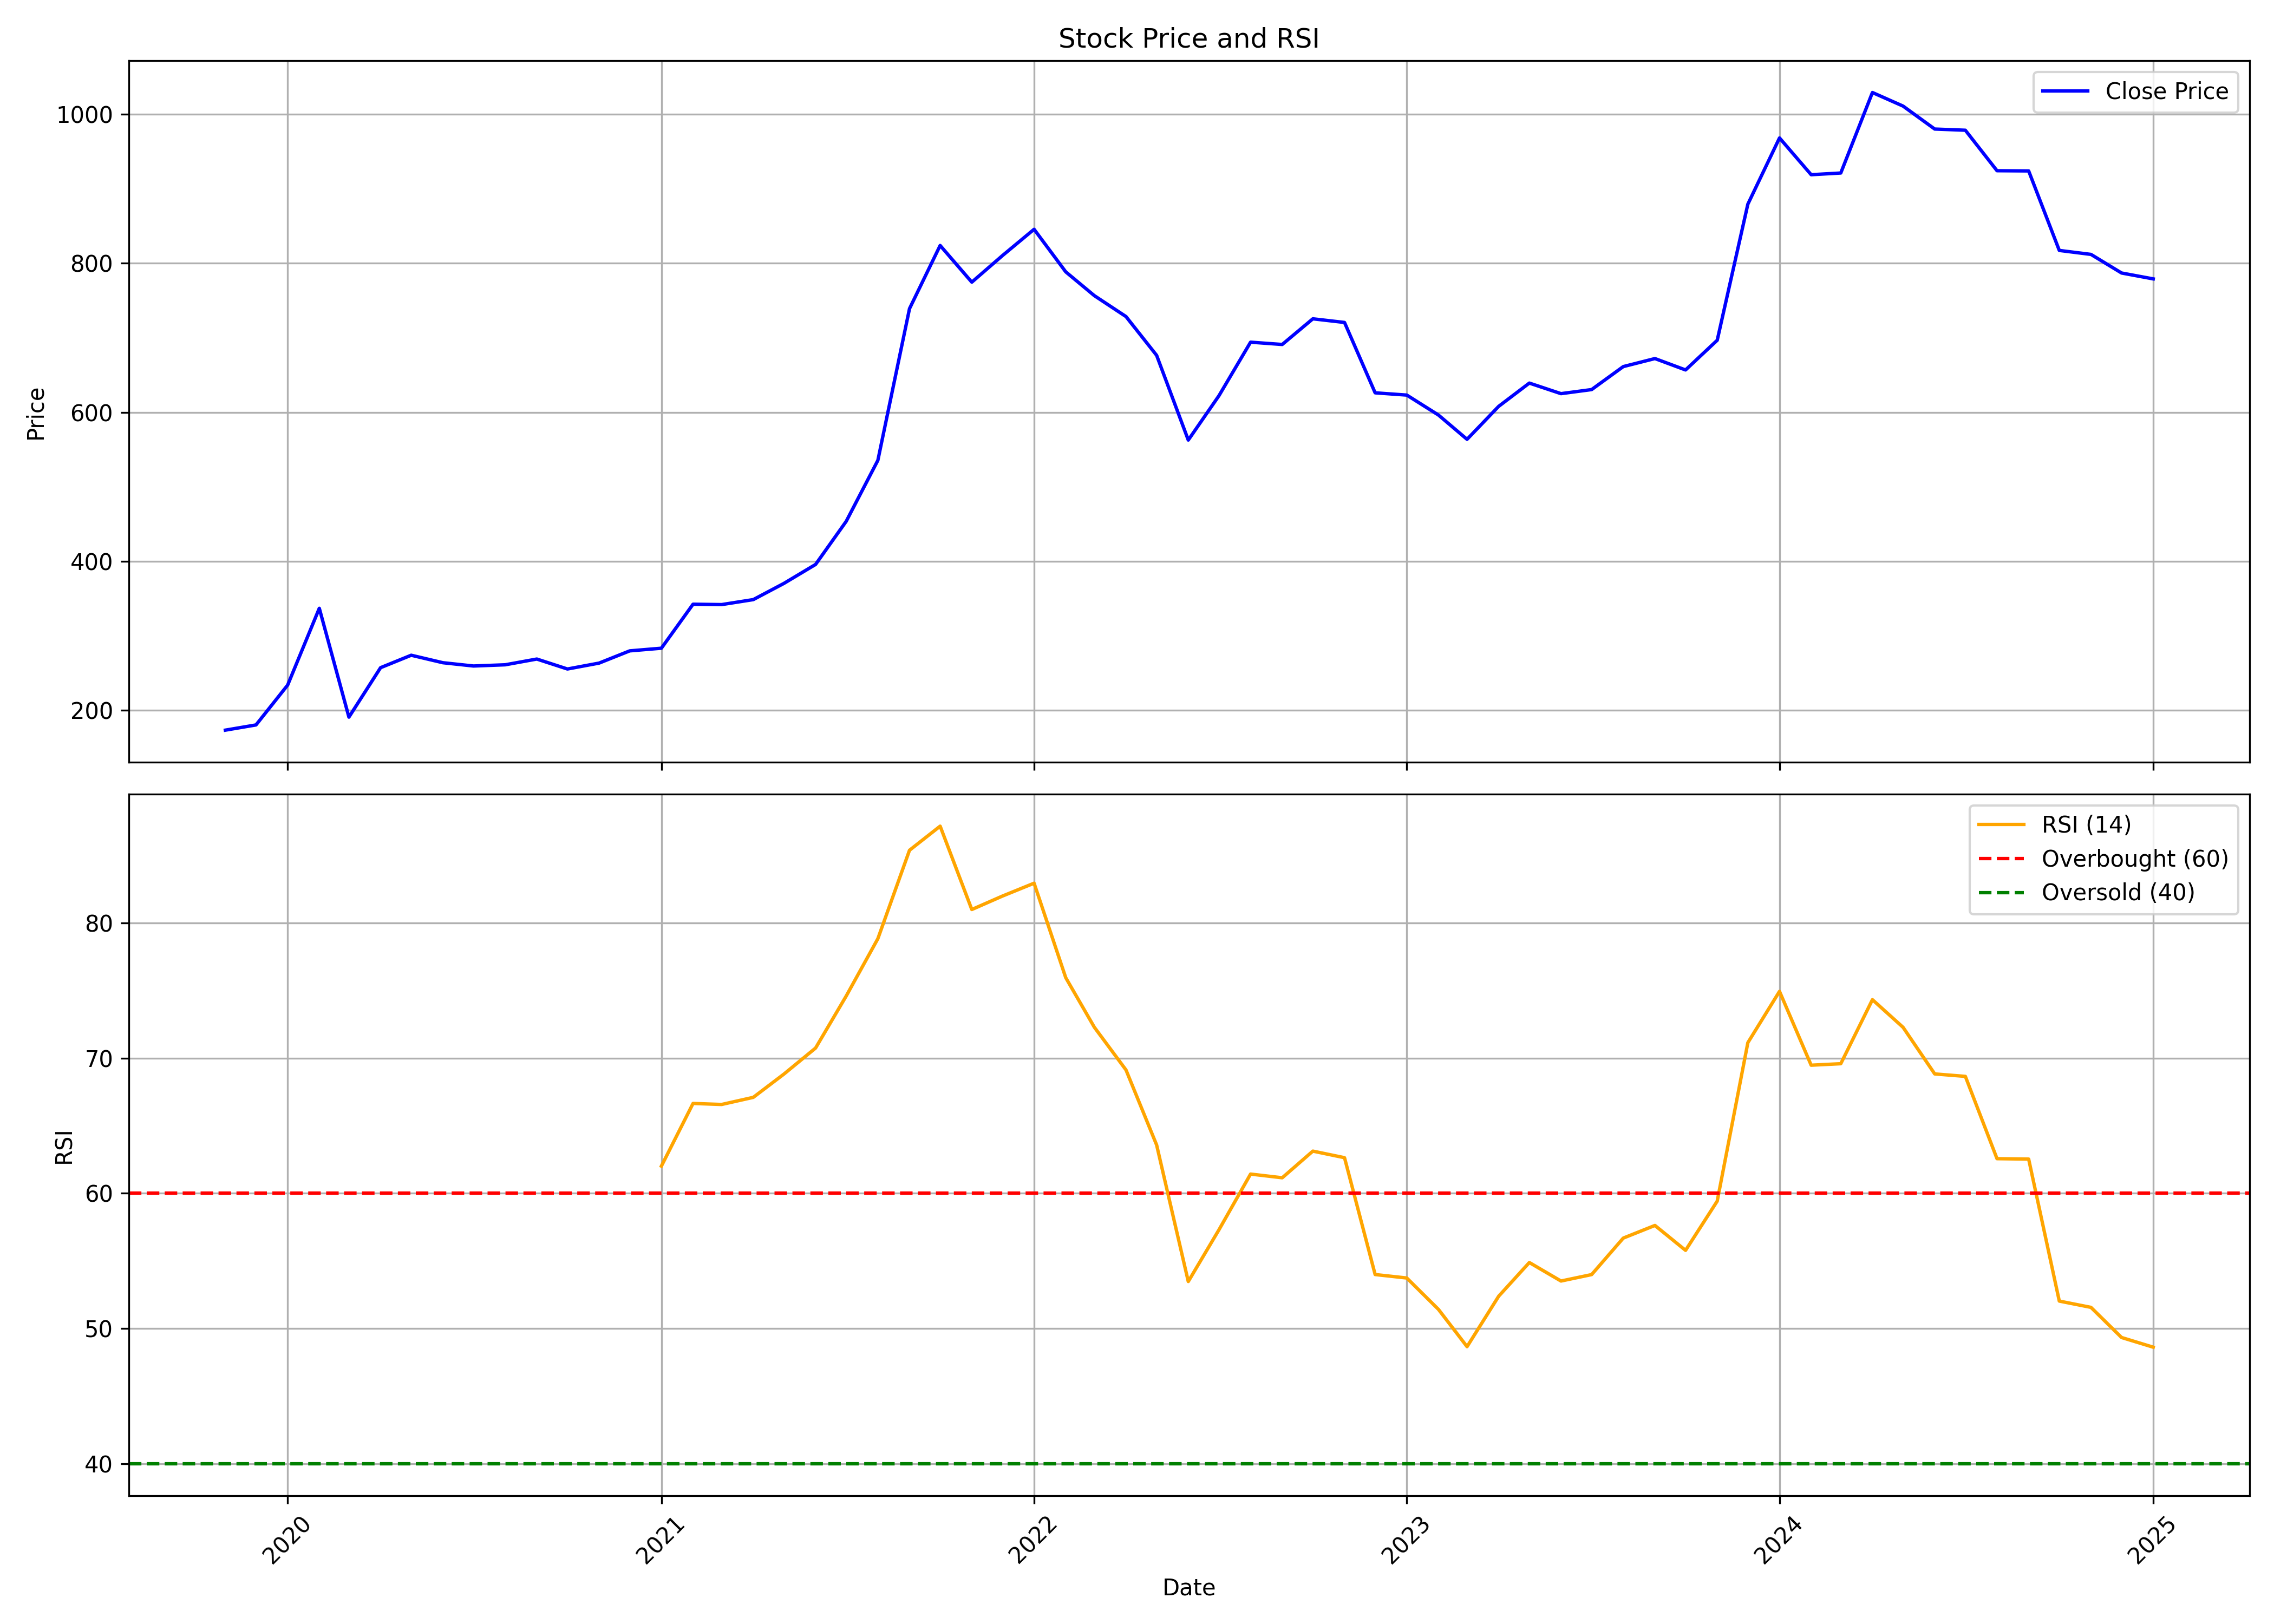 Stock Price and RSI
Close Price
1000
800
600
400
200
Price
RSI (14)
Overbought (60)
Oversold (40)
80
70
60
50
40
RSI
2020
2021
2022
2023
2024
2025
Date